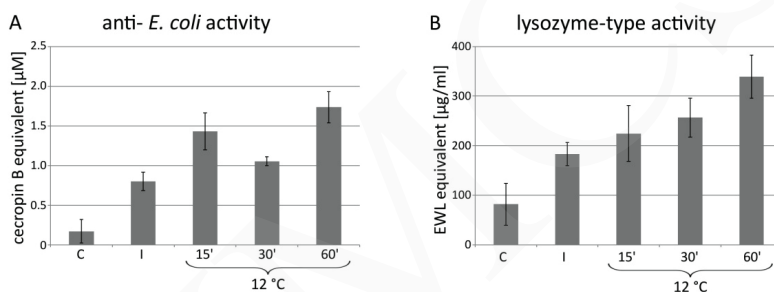 A
anti- E. coli activity
cecropin B equivalent [µM]
2.5
2.0
1.5
1.0
0.5
0
C
I
15'
30'
60'
12 °C
B
lysozyme-type activity
EWL equivalent [µg/ml]
400
300
200
100
0
C
I
15'
30'
60'
12 °C